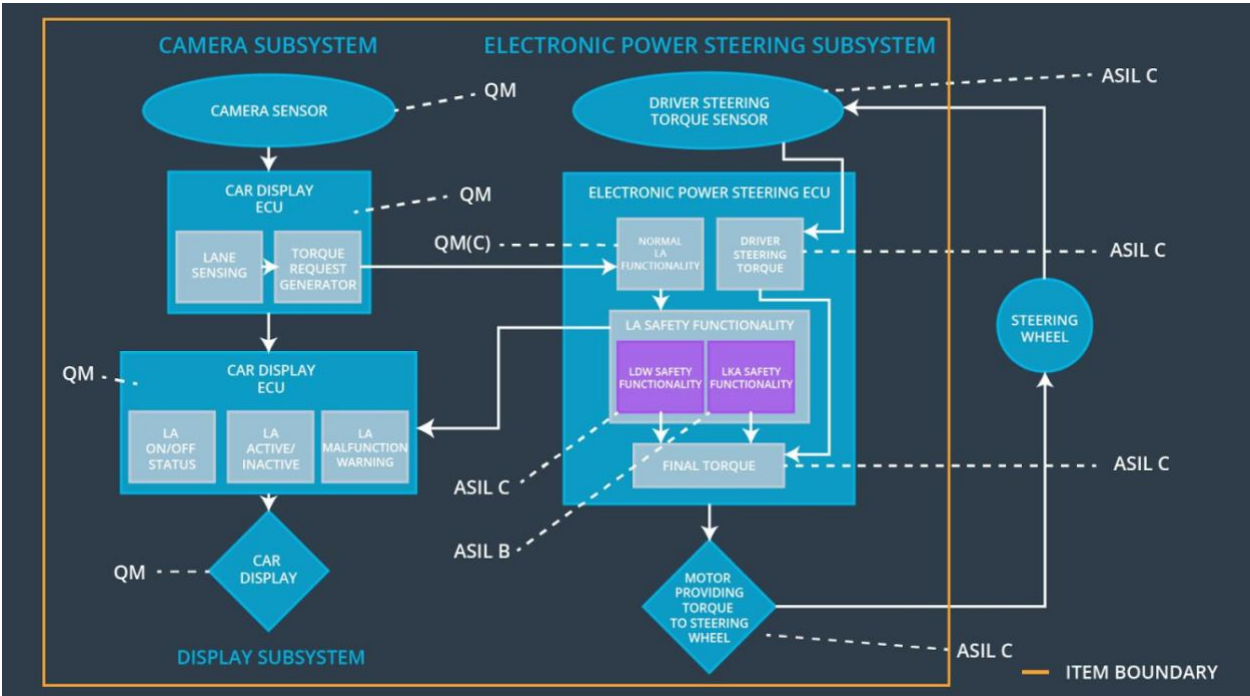 CAMERA SUBSYSTEM
ELECTRONIC POWER STEERING SUBSYSTEM
CAMERA SENSOR
QM
DRIVER STEERING
TORQUE SENSOR
ASIL C
CAR DISPLAY
ECU
QM
LANE
SENSING
TORQUE
REQUEST
GENERATOR
ELECTRONIC POWER STEERING ECU
QM(C)
NORMAL
LA
FUNCTIONALITY
DRIVER
STEERING
TORQUE
ASIL C
LA SAFETY FUNCTIONALITY
LDW SAFETY
FUNCTIONALITY
LKA SAFETY
FUNCTIONALITY
STEERING
WHEEL
QM
CAR DISPLAY
ECU
LA
ON/OFF
STATUS
LA
ACTIVE/
INACTIVE
LA
MALFUNCTION
WARNING
FINAL TORQUE
ASIL C
ASIL C
ASIL B
QM
CAR
DISPLAY
MOTOR
PROVIDING
TORQUE
TO STEERING
WHEEL
ASIL C
DISPLAY SUBSYSTEM
ITEM BOUNDARY